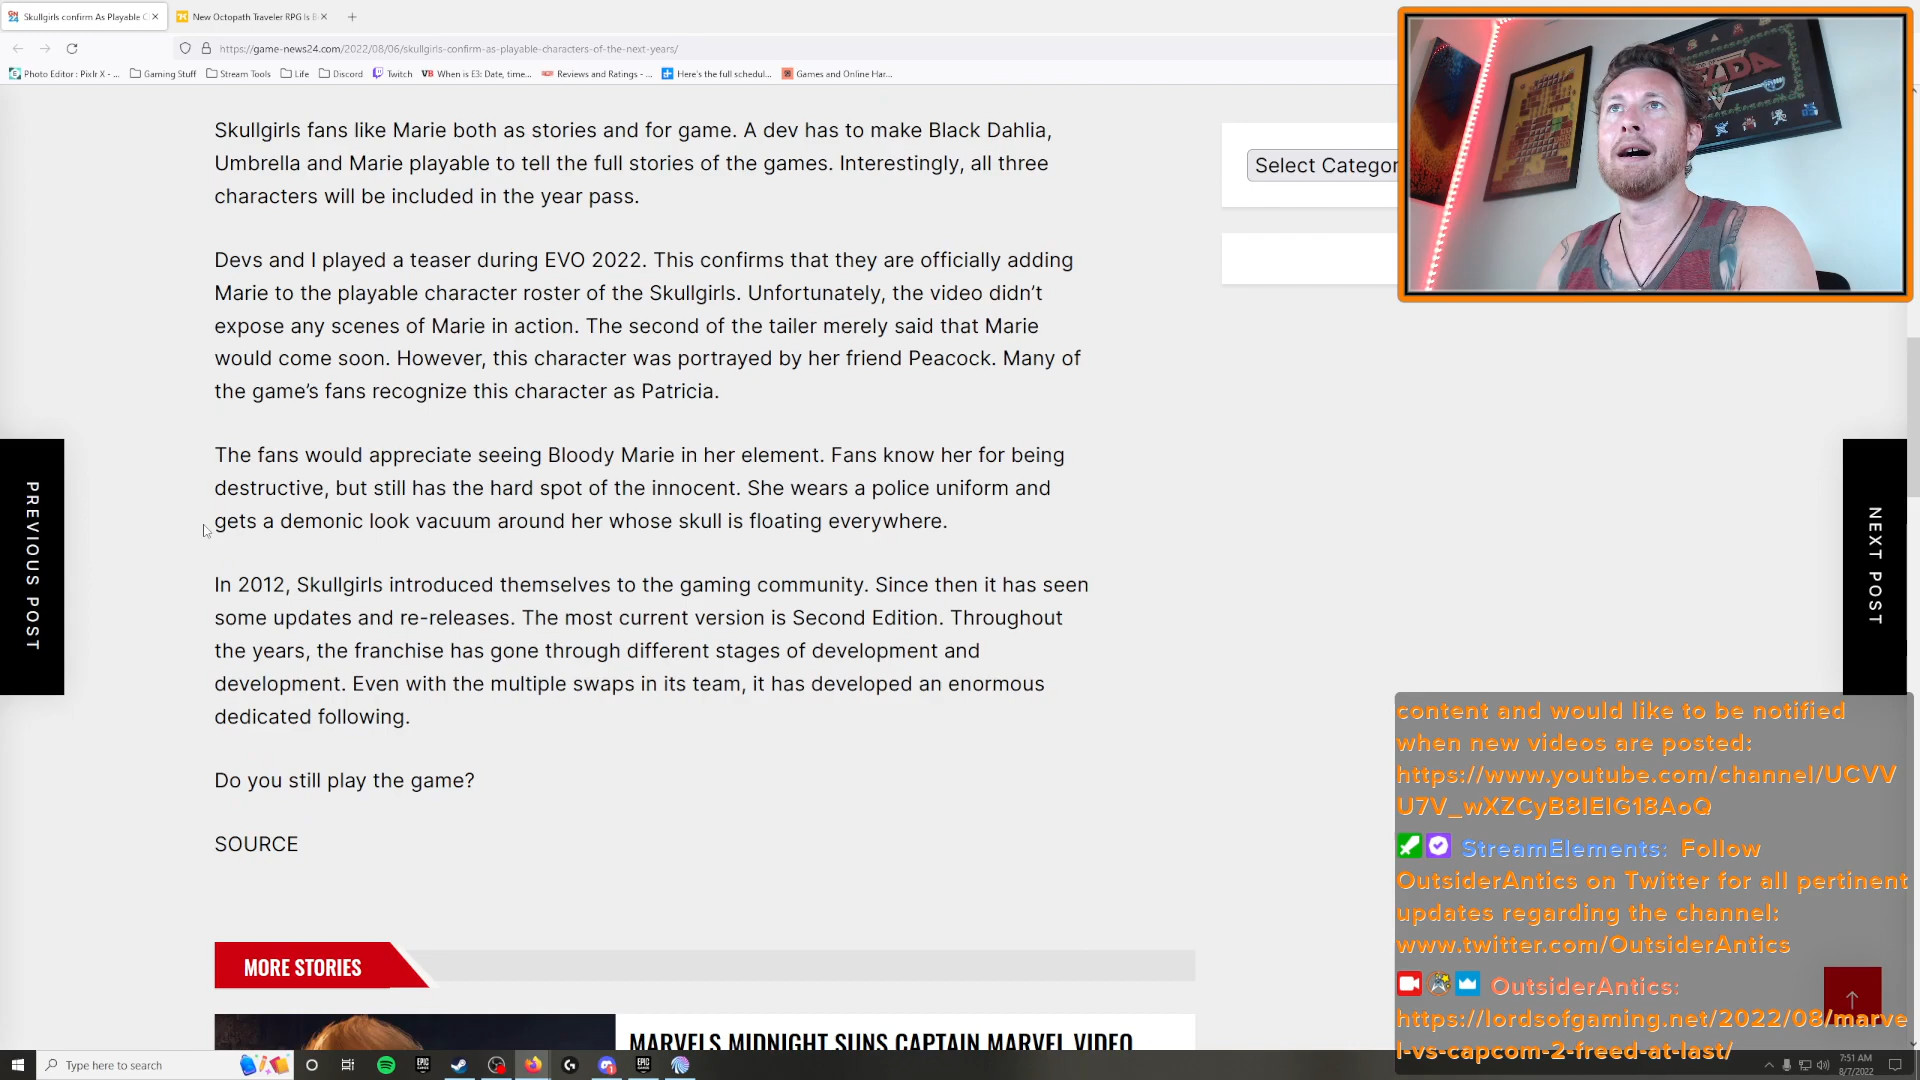 Skullgirls confirm As Playable C
New Octopath Traveler RPG Is B
https://game-news24.com/2022/08/06/skullgirls-confirm-as-playable-characters-of-the-next-years/
Photo Editor : Pixlr X - ...
Gaming Stuff
Stream Tools
Life
Discord
Twitch
When is E3: Date, time...
Reviews and Ratings - ...
Here's the full schedul...
Games and Online Har...
Skullgirls fans like Marie both as stories and for game. A dev has to make Black Dahlia,
Umbrella and Marie playable to tell the full stories of the games. Interestingly, all three
characters will be included in the year pass.
Devs and I played a teaser during EVO 2022. This confirms that they are officially adding
Marie to the playable character roster of the Skullgirls. Unfortunately, the video didn’t
expose any scenes of Marie in action. The second of the tailer merely said that Marie
would come soon. However, this character was portrayed by her friend Peacock. Many of
the game’s fans recognize this character as Patricia.
The fans would appreciate seeing Bloody Marie in her element. Fans know her for being
destructive, but still has the hard spot of the innocent. She wears a police uniform and
gets a demonic look vacuum around her whose skull is floating everywhere.
In 2012, Skullgirls introduced themselves to the gaming community. Since then it has seen
some updates and re-releases. The most current version is Second Edition. Throughout
the years, the franchise has gone through different stages of development and
development. Even with the multiple swaps in its team, it has developed an enormous
dedicated following.
Do you still play the game?
SOURCE
MORE STORIES
MARVELS MIDNIGHT SUNS CAPTAIN MARVEL VIDEO
PREVIOUS POST
NEXT POST
Select Categor
ZELDA
content and would like to be notified
when new videos are posted:
https://www.youtube.com/channel/UCVV
U7V_wXZCyB8IEIG18AoQ
StreamElements: Follow
OutsiderAntics on Twitter for all pertinent
updates regarding the channel:
www.twitter.com/OutsiderAntics
OutsiderAntics:
https://lordsofgaming.net/2022/08/marve
l-vs-capcom-2-freed-at-last/
Type here to search
7:51 AM
8/7/2022